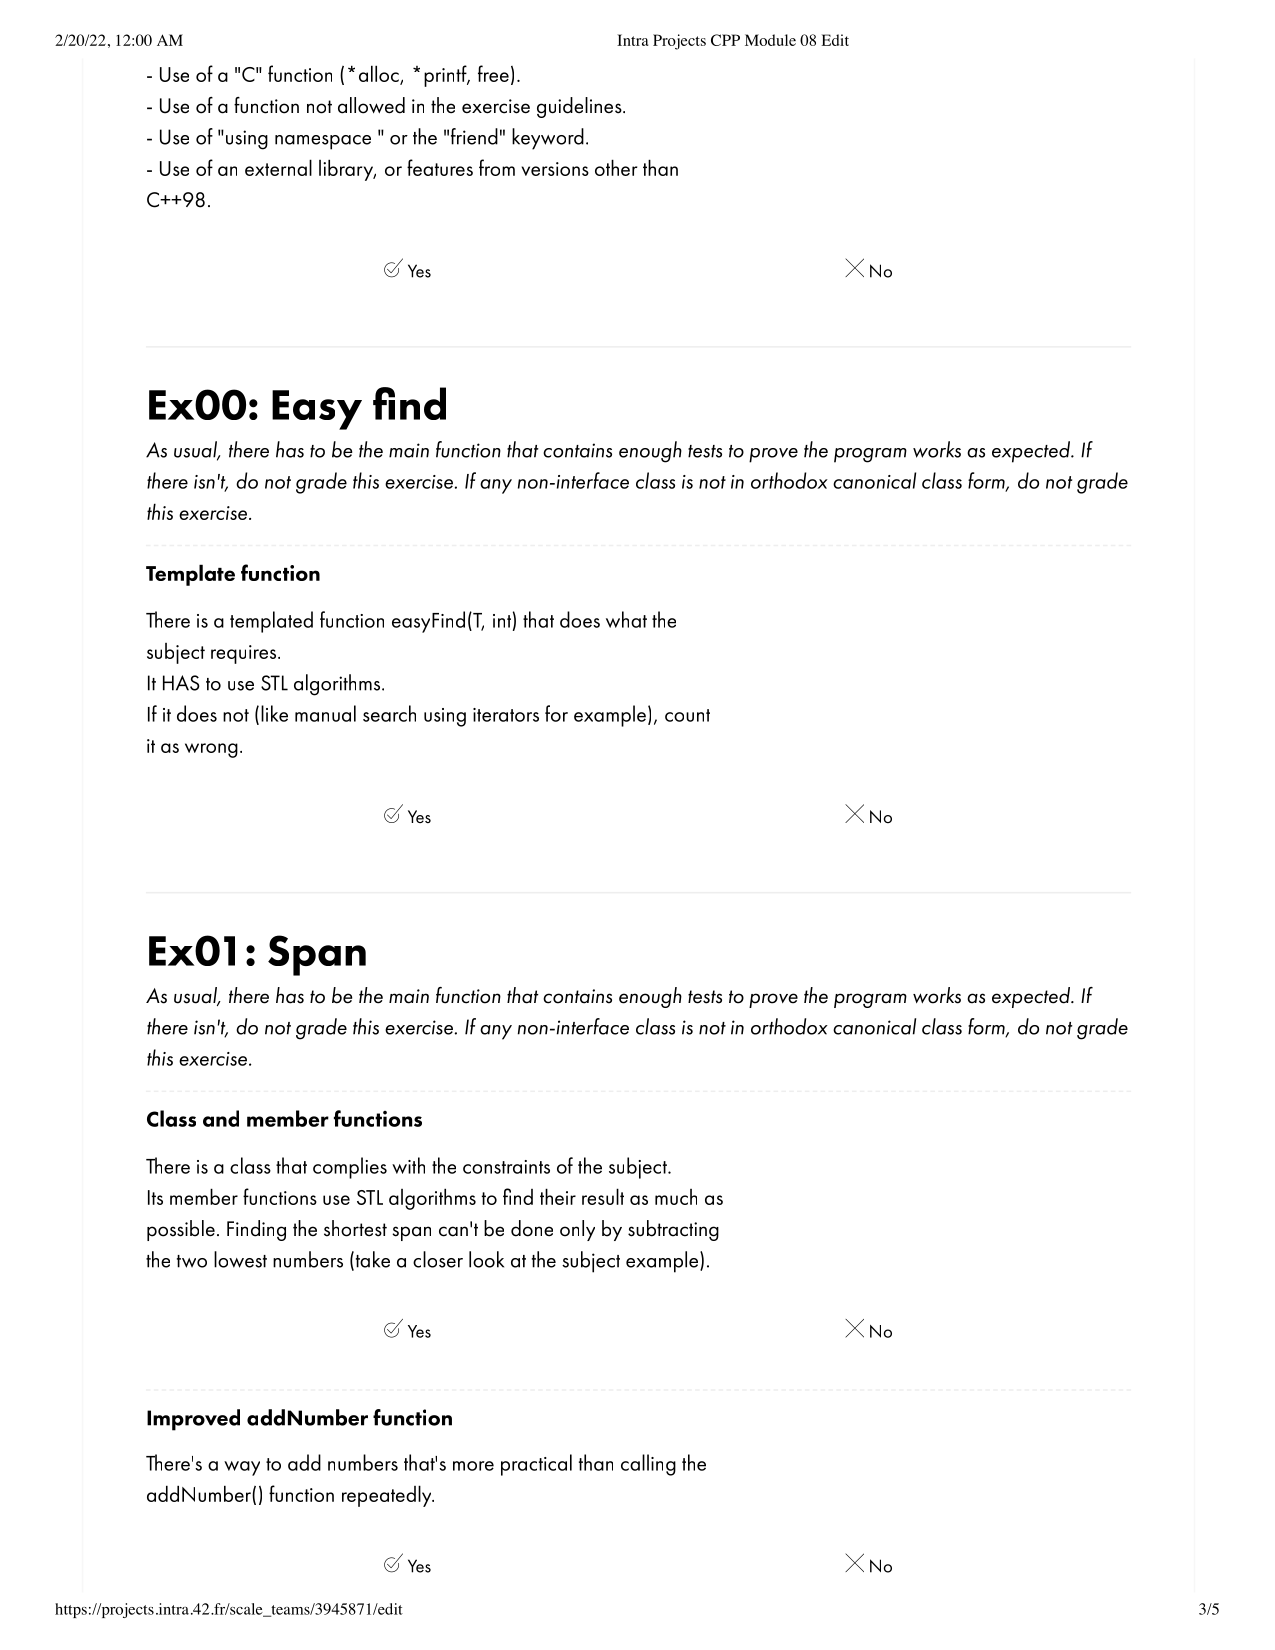 2/20/22, 12:00 AM Intra Projects CPP Module 08 Edit
- Use of a "C" function (*alloc, *printf, free).
- Use of a function not allowed in the exercise guidelines.
- Use of "using namespace " or the "friend" keyword.
- Use of an external library, or features from versions other than
C++98.
Yes No
Ex00: Easy find
As usual, there has to be the main function that contains enough tests to prove the program works as expected. If
there isn't, do not grade this exercise. If any non-interface class is not in orthodox canonical class form, do not grade
this exercise.
Template function
There is a templated function easyFind(T, int) that does what the
subject requires.
It HAS to use STL algorithms.
If it does not (like manual search using iterators for example), count
it as wrong.
Yes No
Ex01: Span
As usual, there has to be the main function that contains enough tests to prove the program works as expected. If
there isn't, do not grade this exercise. If any non-interface class is not in orthodox canonical class form, do not grade
this exercise.
Class and member functions
There is a class that complies with the constraints of the subject.
Its member functions use STL algorithms to find their result as much as
possible. Finding the shortest span can't be done only by subtracting
the two lowest numbers (take a closer look at the subject example).
Yes No
Improved addNumber function
There's a way to add numbers that's more practical than calling the
addNumber() function repeatedly.
Yes No
https://projects.intra.42.fr/scale_teams/3945871/edit 3/5